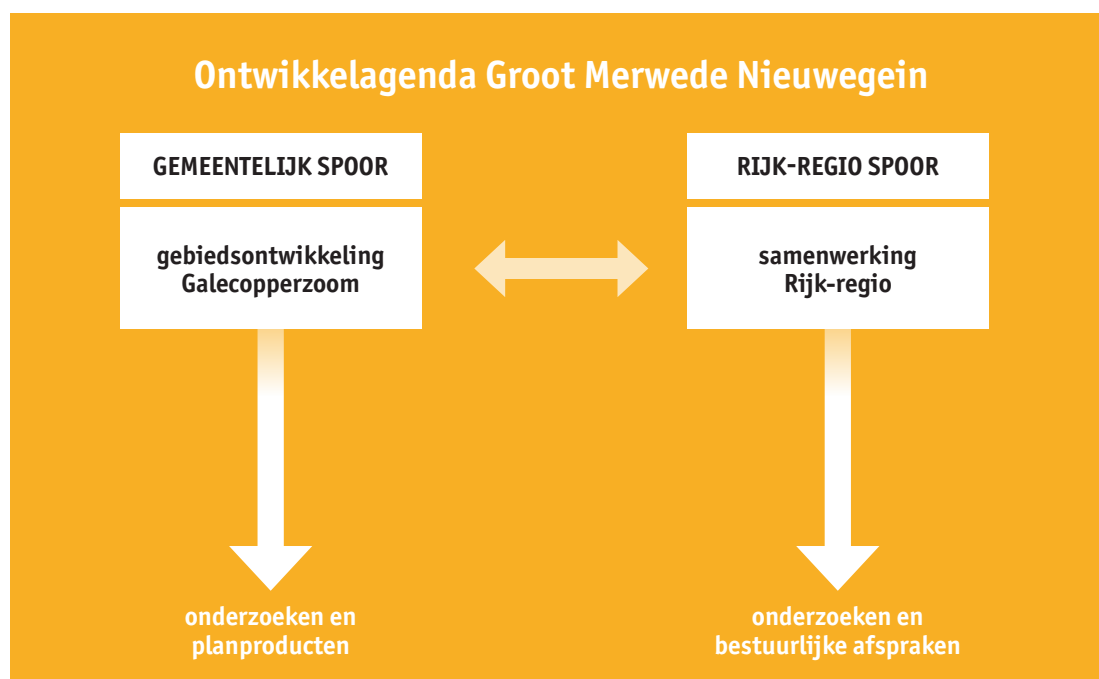 Ontwikkelagenda Groot Merwede Nieuwegein
GEMEENTELIJK SPOOR
gebiedsontwikkeling
Galecopperzoom
onderzoeken en
planproducten
RIJK-REGIO SPOOR
samenwerking
Rijk-regio
onderzoeken en
bestuurlijke afspraken